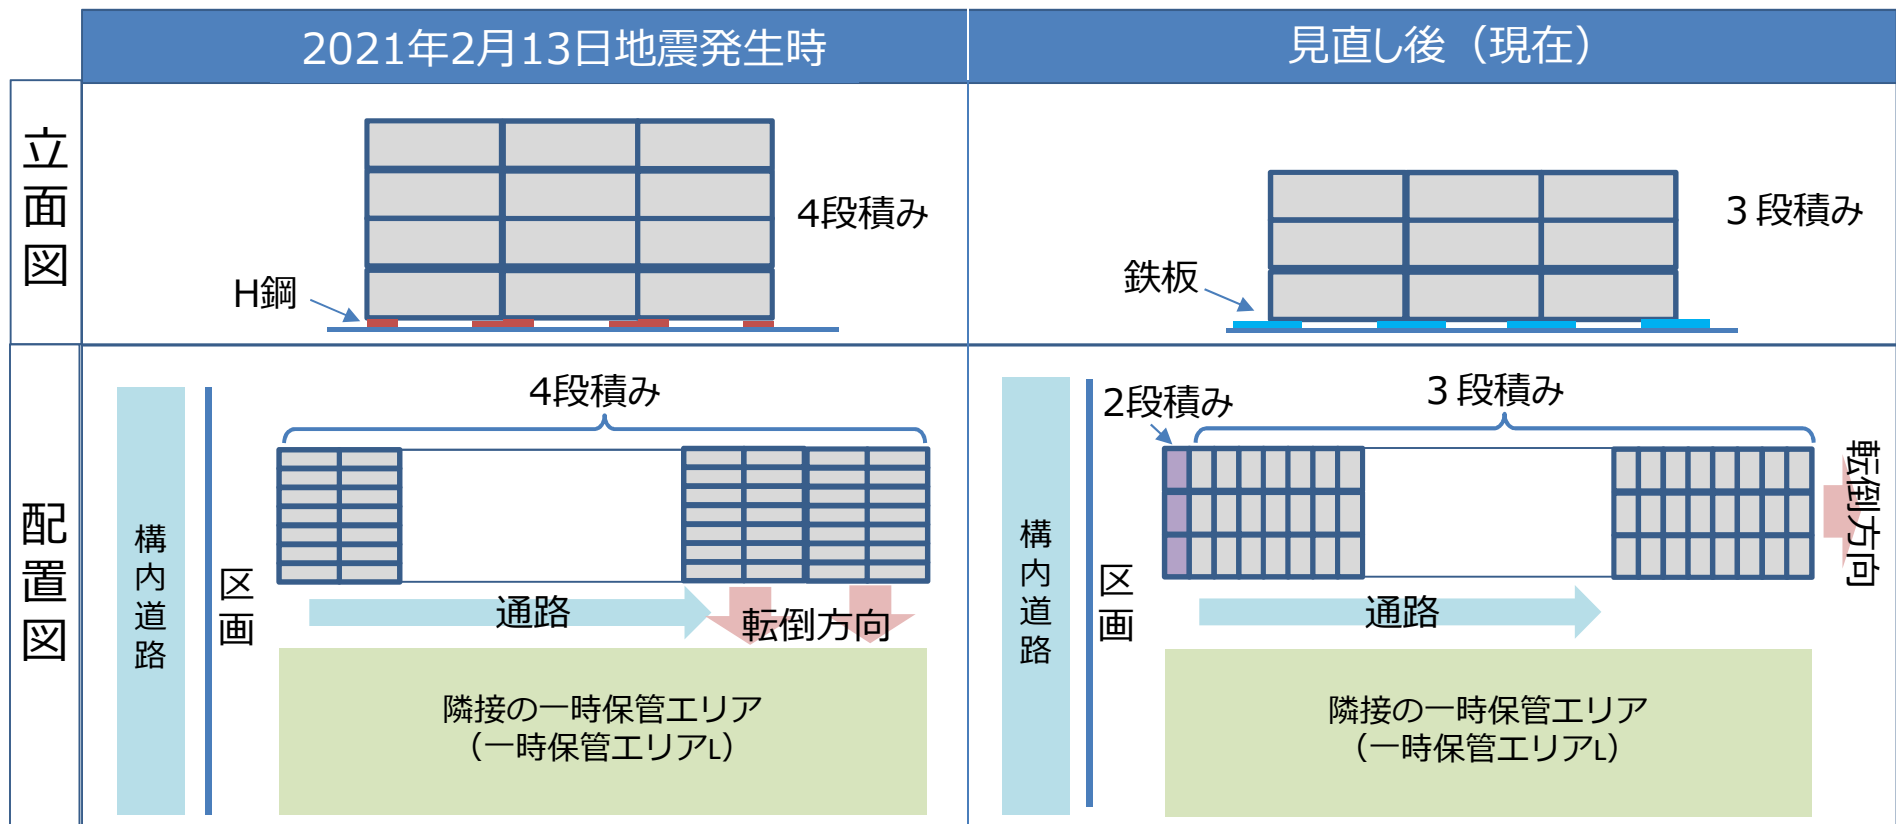 2021年2月13日地震発生時
見直し後（現在）
立面図
4段積み
H鋼
３段積み
鉄板
配置図
4段積み
構内道路
区画
通路
転倒方向
隣接の一時保管エリア
（一時保管エリアL）
2段積み
３段積み
転倒方向
構内道路
区画
通路
隣接の一時保管エリア
（一時保管エリアL）